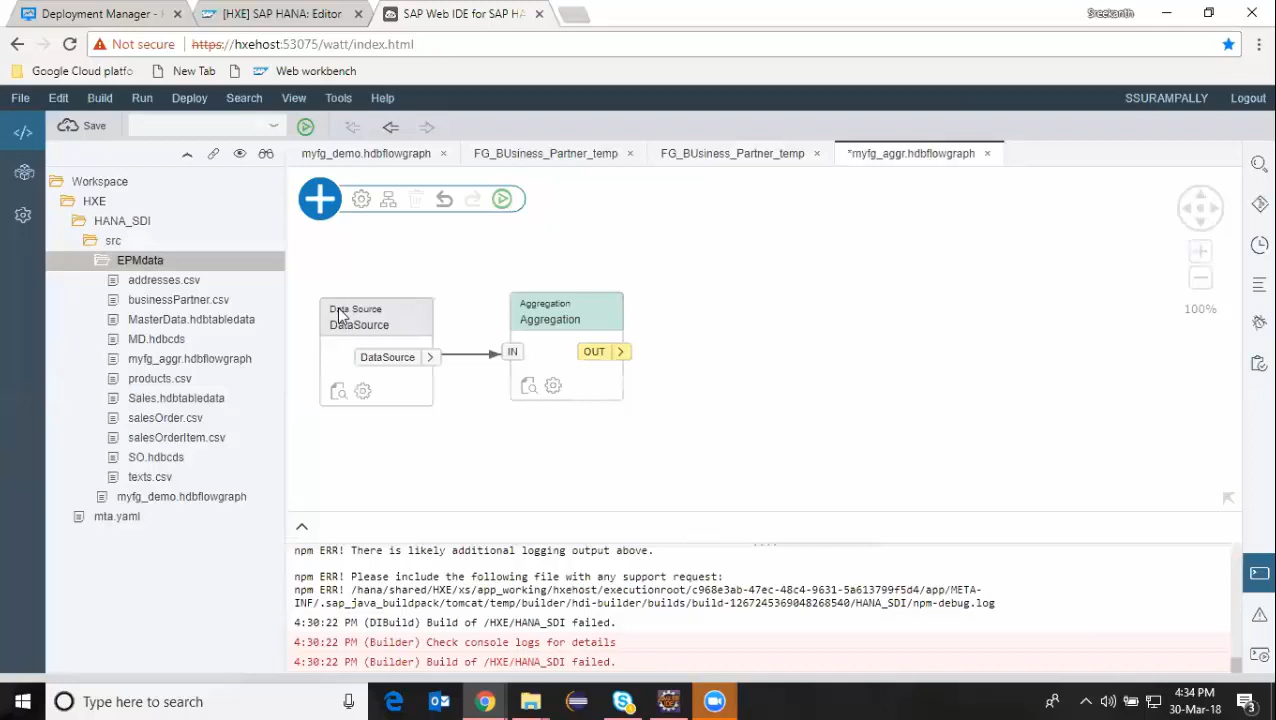 Deployment Manage - ×
[HXE] SAP HANA: Editor ×
SAP Web IDE for SAP HA ×
Sreekanth
Not secure https://hxehost:53075/watt/index.html
Google Cloud platfo New Tab Web workbench
File Edit Build Run Deploy Search View Tools Help SSURAMPALLY Logout
Save
myfg_demo.hdbflowgraph ×
FG_BUsiness_Partner_temp ×
FG_BUsiness_Partner_temp ×
*myfg_aggr.hdbflowgraph ×
Workspace
HXE
HANA_SDI
src
EPMdata
addresses.csv
businessPartner.csv
MasterData.hdbtabledata
MD.hdbcds
myfg_aggr.hdbflowgraph
products.csv
Sales.hdbtabledata
salesOrder.csv
salesOrderItem.csv
SO.hdbcds
texts.csv
myfg_demo.hdbflowgraph
mta.yaml
Data Source
DataSource
DataSource
Aggregation
Aggregation
IN OUT
100%
npm ERR! There is likely additional logging output above.
npm ERR! Please include the following file with any support request:
npm ERR! /hana/shared/HXE/xs/app_working/hxehost/executionroot/c968e3ab-47ec-48c4-9631-5a613799f5d4/app/META-
INF/.sap_java_buildpack/tomcat/temp/builder/hdi-builder/builds/build-1267245369048268540/HANA_SDI/npm-debug.log
4:30:22 PM (DIBuild) Build of /HXE/HANA_SDI failed.
4:30:22 PM (Builder) Check console logs for details
4:30:22 PM (Builder) Build of /HXE/HANA_SDI failed.
Type here to search
4:34 PM
30-Mar-18
3